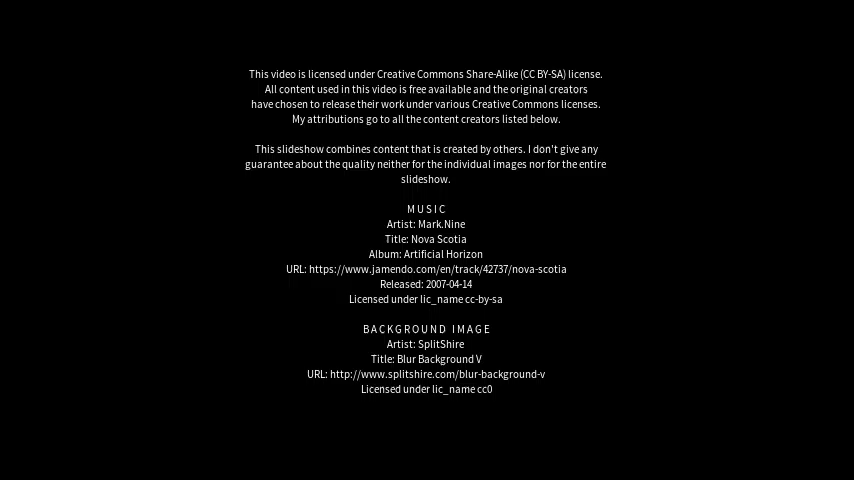 This video is licensed under Creative Commons Share-Alike (CC BY-SA) license.
All content used in this video is free available and the original creators
have chosen to release their work under various Creative Commons licenses.
My attributions go to all the content creators listed below.
This slideshow combines content that is created by others. I don't give any
guarantee about the quality neither for the individual images nor for the entire
slideshow.
MUSIC
Artist: Mark.Nine
Title: Nova Scotia
Album: Artificial Horizon
URL: https://www.jamendo.com/en/track/42737/nova-scotia
Released: 2007-04-14
Licensed under lic_name cc-by-sa
BACKGROUND IMAGE
Artist: SplitShire
Title: Blur Background V
URL: http://www.splitshire.com/blur-background-v
Licensed under lic_name cc0